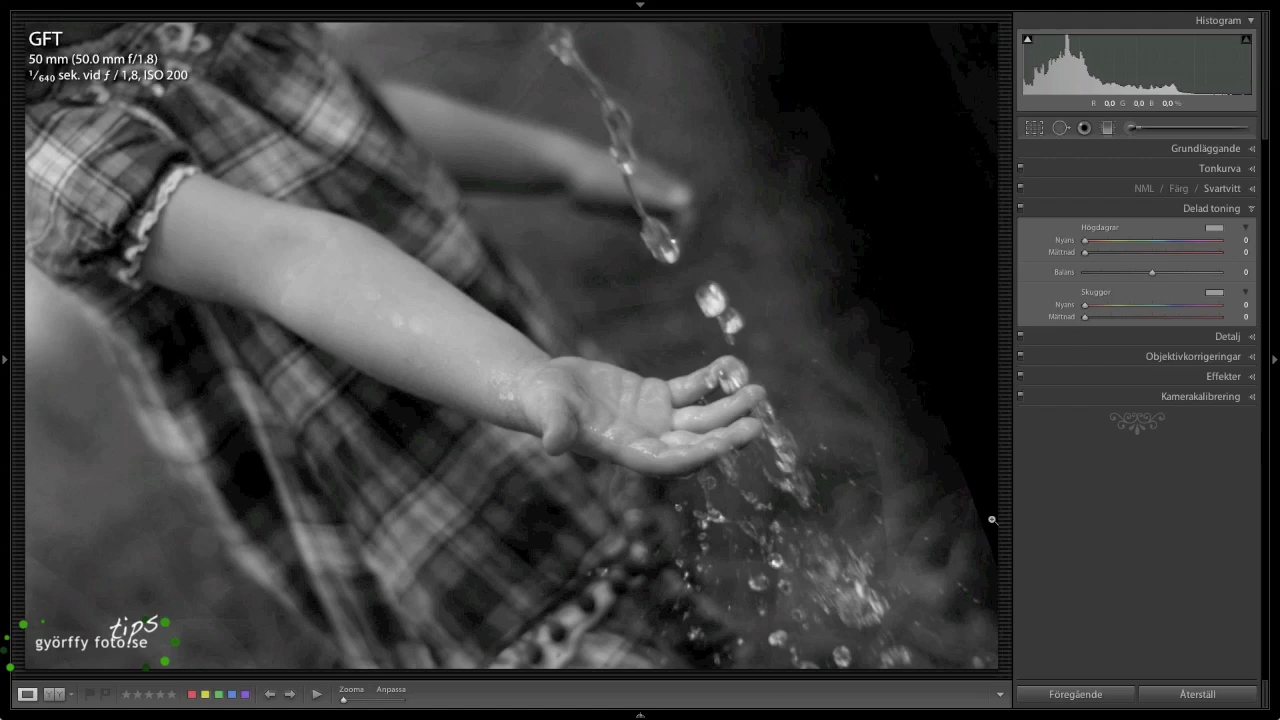 GFT
50 mm (50.0 mm f/1.8)
1/640 sek. vid ƒ / 1,8, ISO 200
Histogram
R 0,0 G 0,0 B 0,0 %
Grundläggande
Tonkurva
NML / Färg / Svartvitt
Delad toning
Högdagrar
Nyans 0
Mättnad 0
Balans 0
Skuggor
Nyans 0
Mättnad 0
Detalj
Objektivkorrigeringar
Effekter
Kamerakalibrering
tips
györffy foto.se
Y Y
Zooma Anpassa
Föregående Återställ